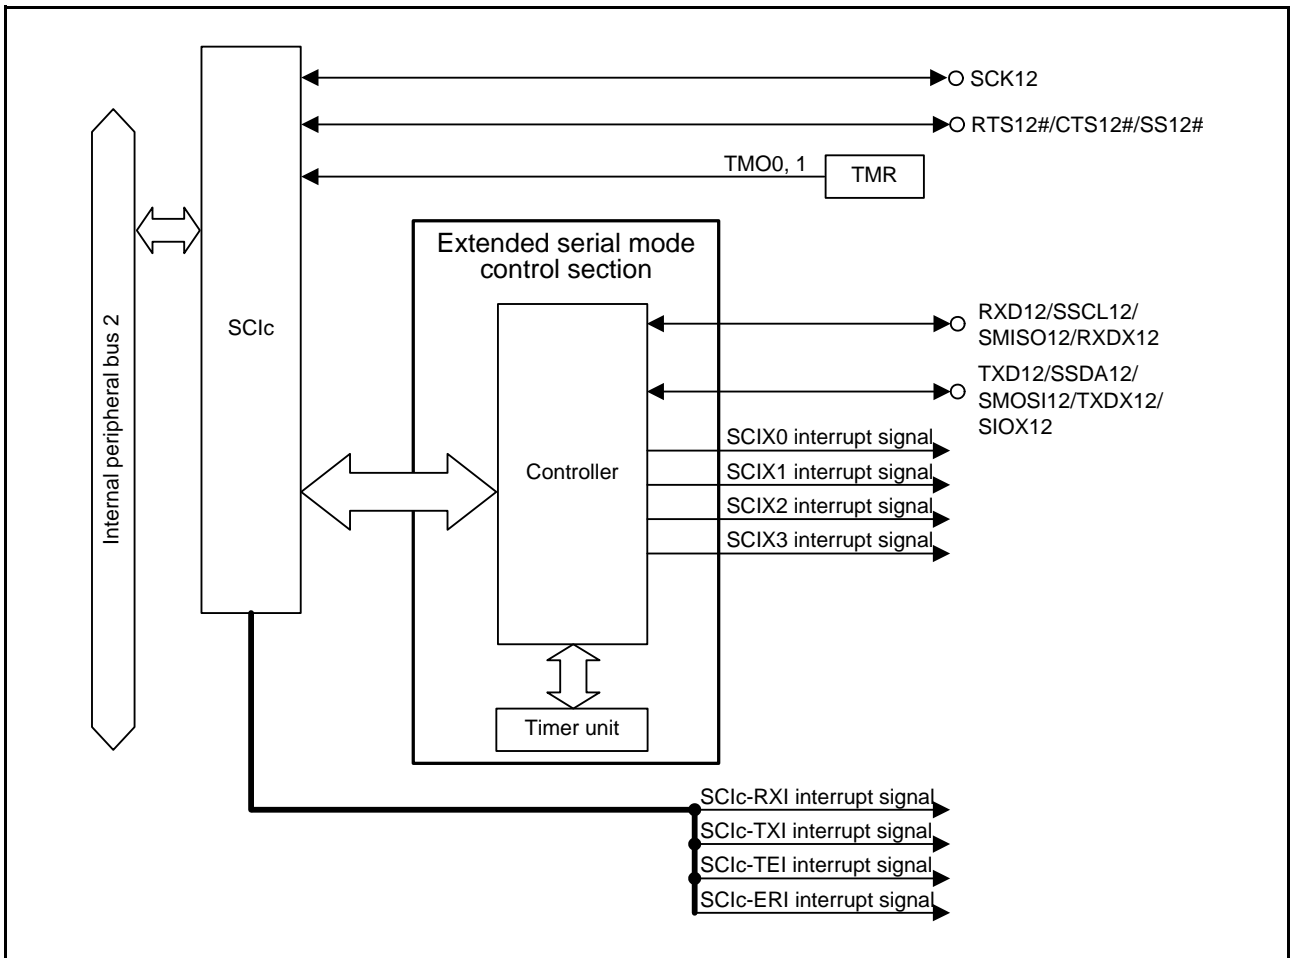 SCK12
RTS12#/CTS12#/SS12#
TMO0, 1
TMR
Extended serial mode
control section
SCIc
Internal peripheral bus 2
RXD12/SSCL12/
SMISO12/RXDX12
TXD12/SSDA12/
SMOSI12/TXDX12/
SIOX12
Controller
SCIX0 interrupt signal
SCIX1 interrupt signal
SCIX2 interrupt signal
SCIX3 interrupt signal
Timer unit
SCIc-RXI interrupt signal
SCIc-TXI interrupt signal
SCIc-TEI interrupt signal
SCIc-ERI interrupt signal